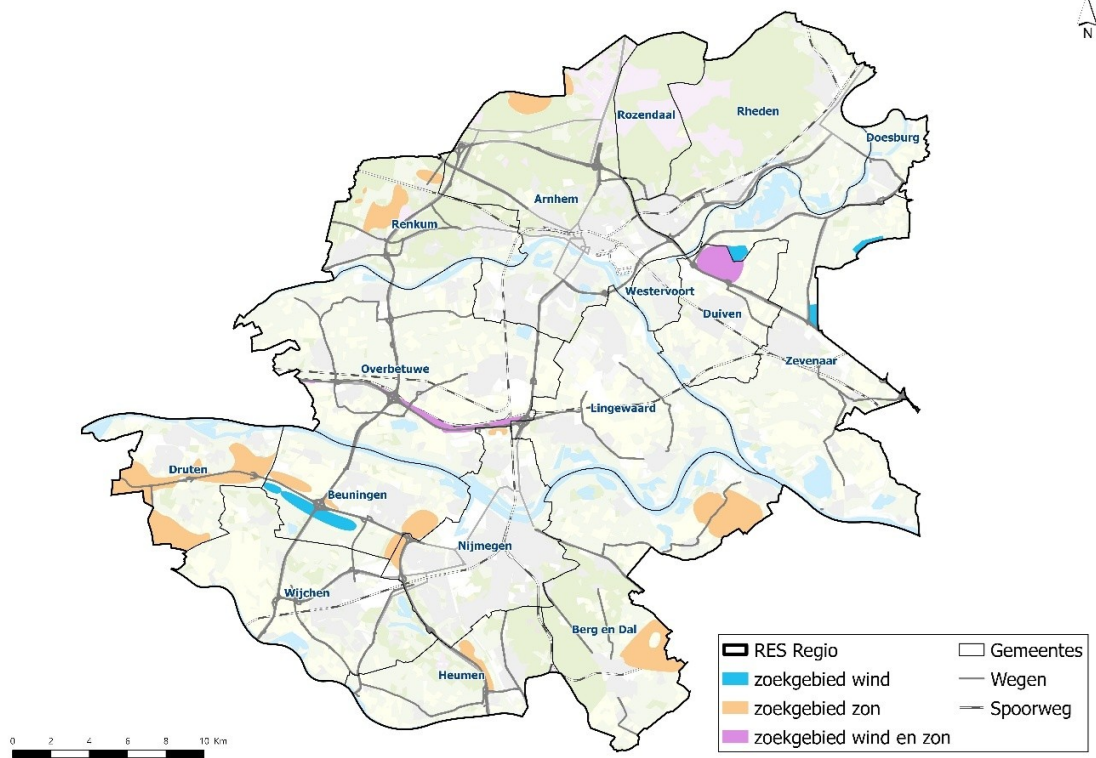 N
Rozendaal
Rheden
Doesburg
Arnhem
Renkum
Westervoort
Duiven
Zevenaar
Overbetuwe
Lingewaard
Druten
Beuningen
Nijmegen
Wijchen
Berg en Dal
Heumen
RES Regio
zoekgebied wind
zoekgebied zon
zoekgebied wind en zon
Gemeentes
Wegen
Spoorweg
0 2 4 6 8 10 Km